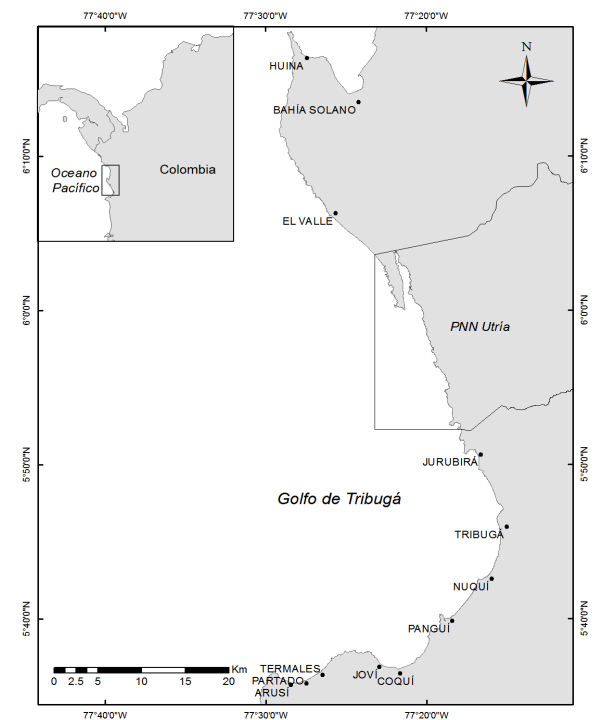 77°40'0"W 77°30'0"W 77°20'0"W
N
HUINA
BAHÍA SOLANO
Oceano
Pacífico
Colombia
6°10'0"N 6°10'0"N
EL VALLE
6°0'0"N 6°0'0"N
PNN Utría
JURUBIRÁ
5°50'0"N 5°50'0"N
Golfo de Tribugá
TRIBUGÁ
NUQUÍ
5°40'0"N 5°40'0"N
PANGUÍ
TERMALES
JOVÍ
COQUÍ
PARTADO
ARUSÍ
Km
0 2.5 5 10 15 20
77°40'0"W 77°30'0"W 77°20'0"W